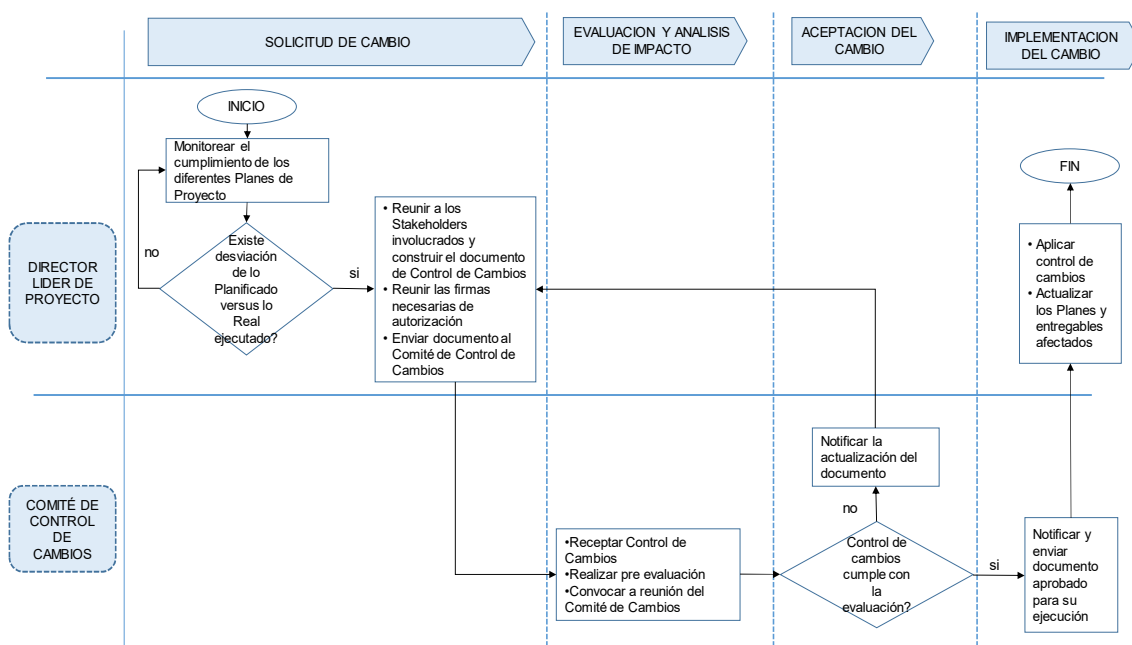 SOLICITUD DE CAMBIO
EVALUACION Y ANALISIS
DE IMPACTO
ACEPTACION DEL
CAMBIO
IMPLEMENTACION
DEL CAMBIO
INICIO
Monitorear el
cumplimiento de los
diferentes Planes de
Proyecto
no
Existe
desviación de lo
Planificado
versus lo
Real
ejecutado?
si
• Reunir a los
Stakeholders
involucrados y
construir el documento
de Control de Cambios
• Reunir las firmas
necesarias de
autorización
• Enviar documento al
Comité de Control de
Cambios
FIN
• Aplicar
control de
cambios
• Actualizar
los Planes y
entregables
afectados
DIRECTOR
LIDER DE
PROYECTO
COMITÉ DE
CONTROL
DE
CAMBIOS
•Receptar Control de
Cambios
•Realizar pre evaluación
•Convocar a reunión del
Comité de Cambios
Notificar la
actualización del
documento
no
Control de
cambios
cumple con
la
evaluación?
si
Notificar y
enviar
documento
aprobado
para su
ejecución